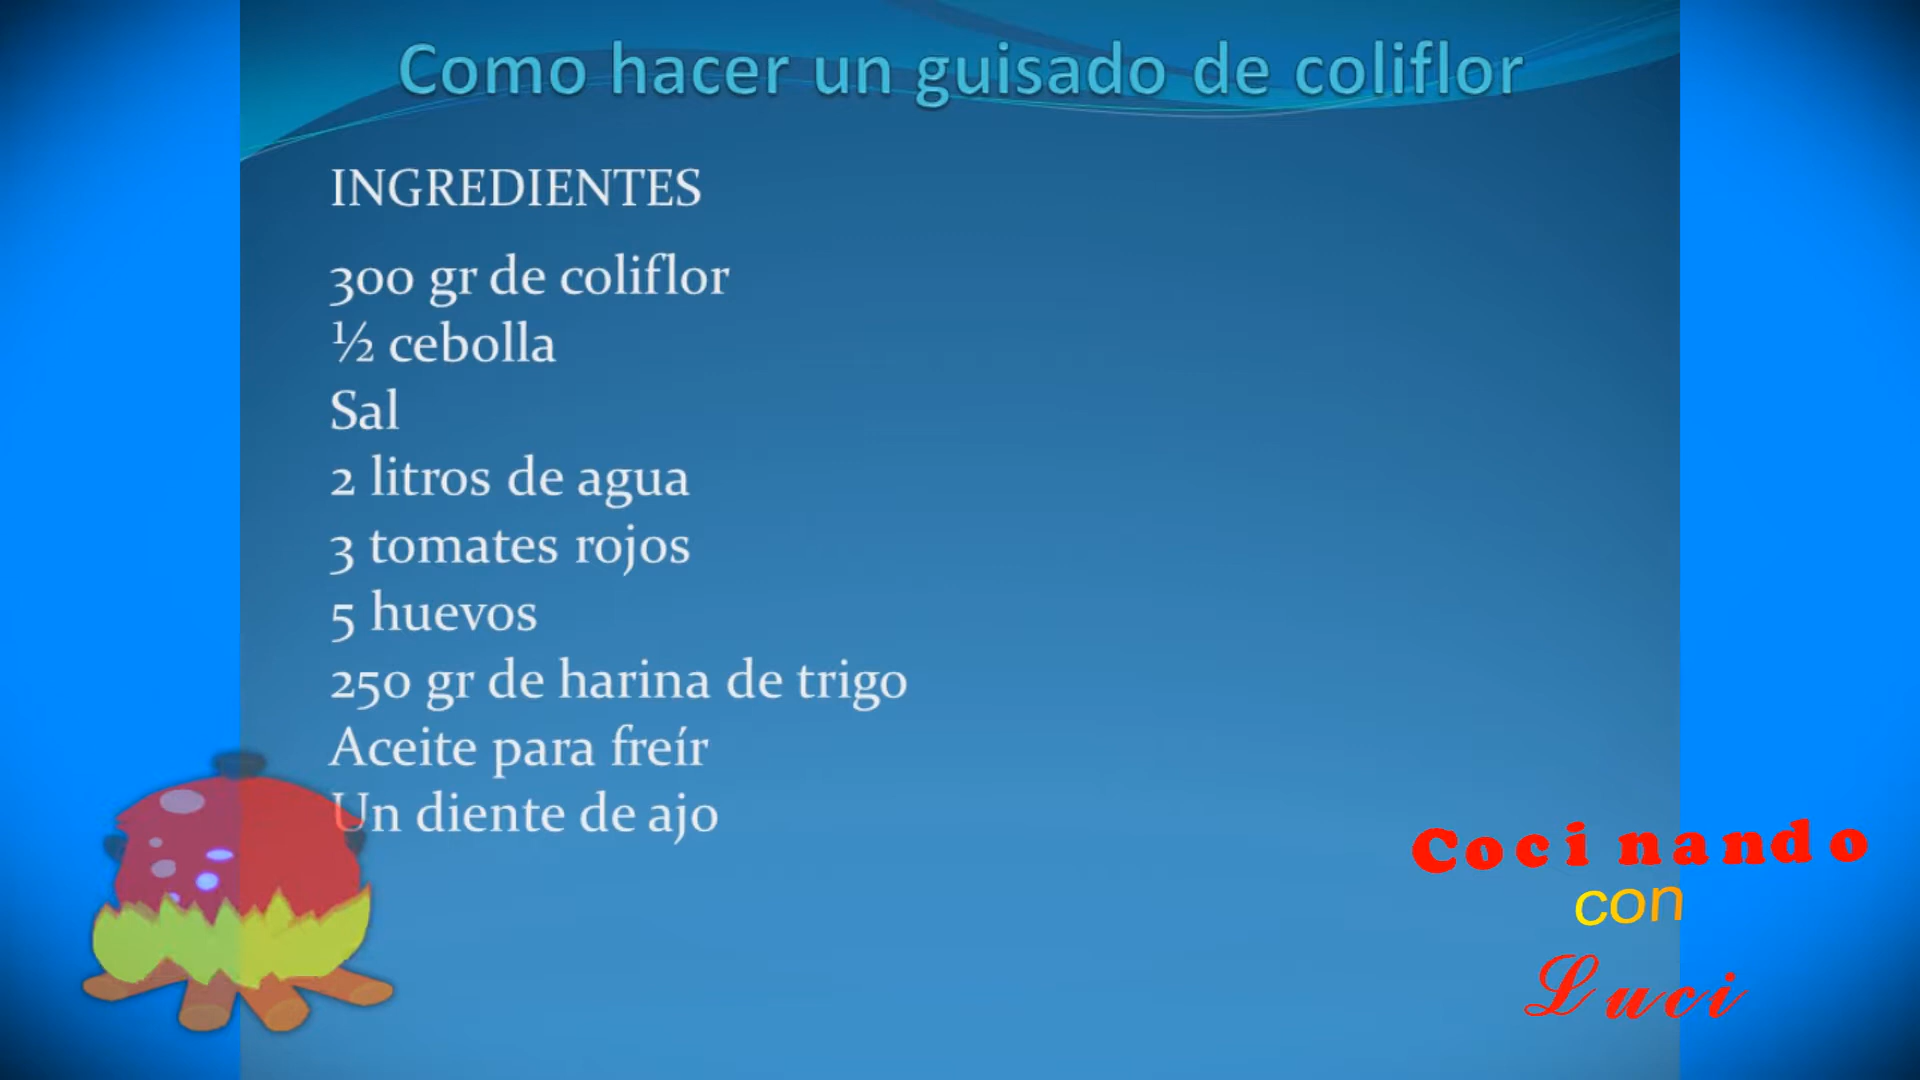 Como hacer un guisado de coliflor
INGREDIENTES
300 gr de coliflor
½ cebolla
Sal
2 litros de agua
3 tomates rojos
5 huevos
250 gr de harina de trigo
Aceite para freír
Un diente de ajo
Cocinando
con
Luci